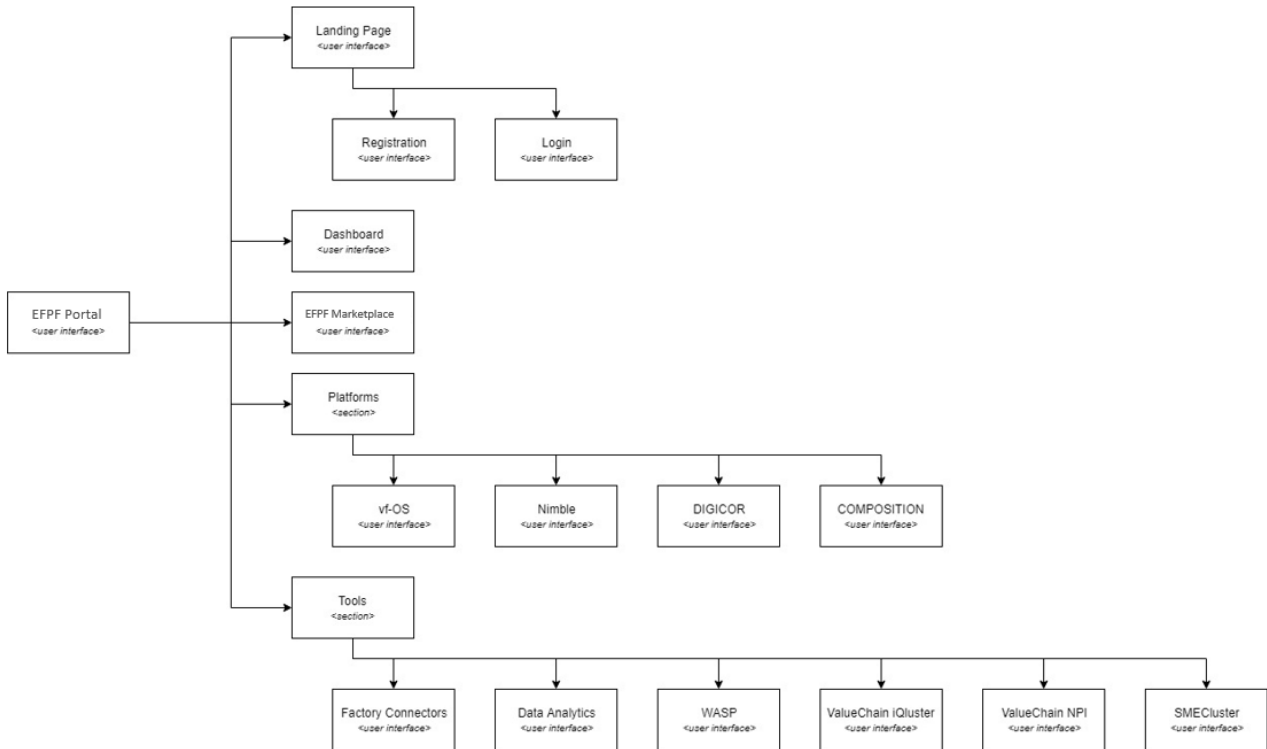 Landing Page
<user interface>
Registration
<user interface>
Login
<user interface>
Dashboard
<user interface>
EFPF Portal
<user interface>
EFPF Marketplace
<user interface>
Platforms
<section>
vf-OS
<user interface>
Nimble
<user interface>
DIGICOR
<user interface>
COMPOSITION
<user interface>
Tools
<section>
Factory Connectors
<user interface>
Data Analytics
<user interface>
WASP
<user interface>
ValueChain iQluster
<user interface>
ValueChain NPI
<user interface>
SMECluster
<user interface>